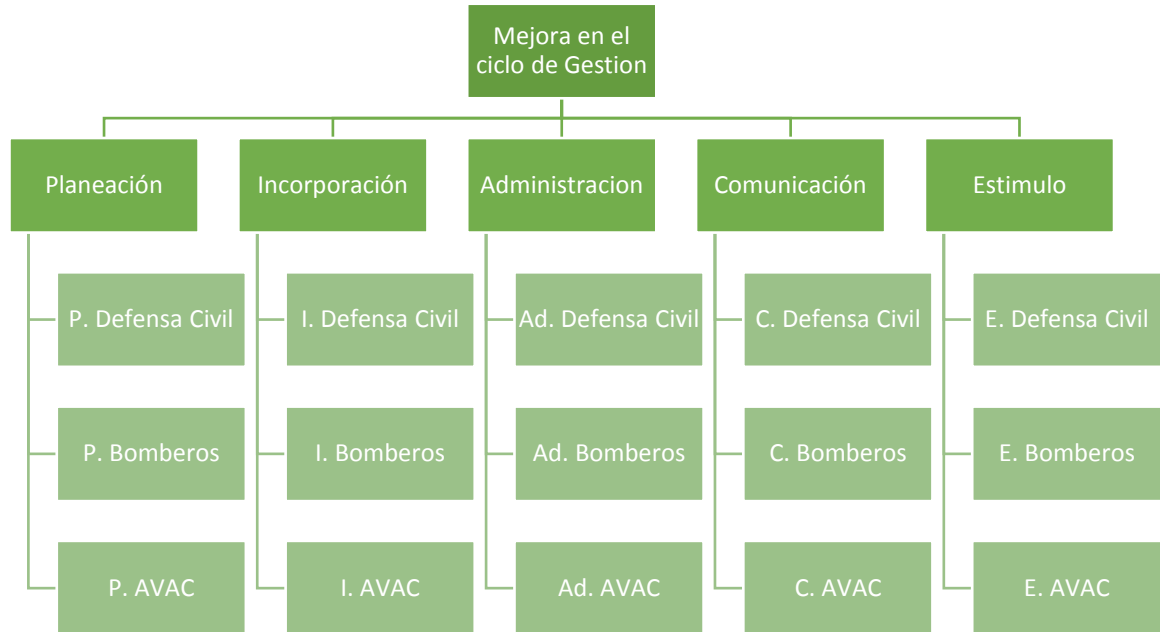 Mejora en el
ciclo de Gestion
Planeación
Incorporación
Administracion
Comunicación
Estimulo
P. Defensa Civil
I. Defensa Civil
Ad. Defensa Civil
C. Defensa Civil
E. Defensa Civil
P. Bomberos
I. Bomberos
Ad. Bomberos
C. Bomberos
E. Bomberos
P. AVAC
I. AVAC
Ad. AVAC
C. AVAC
E. AVAC